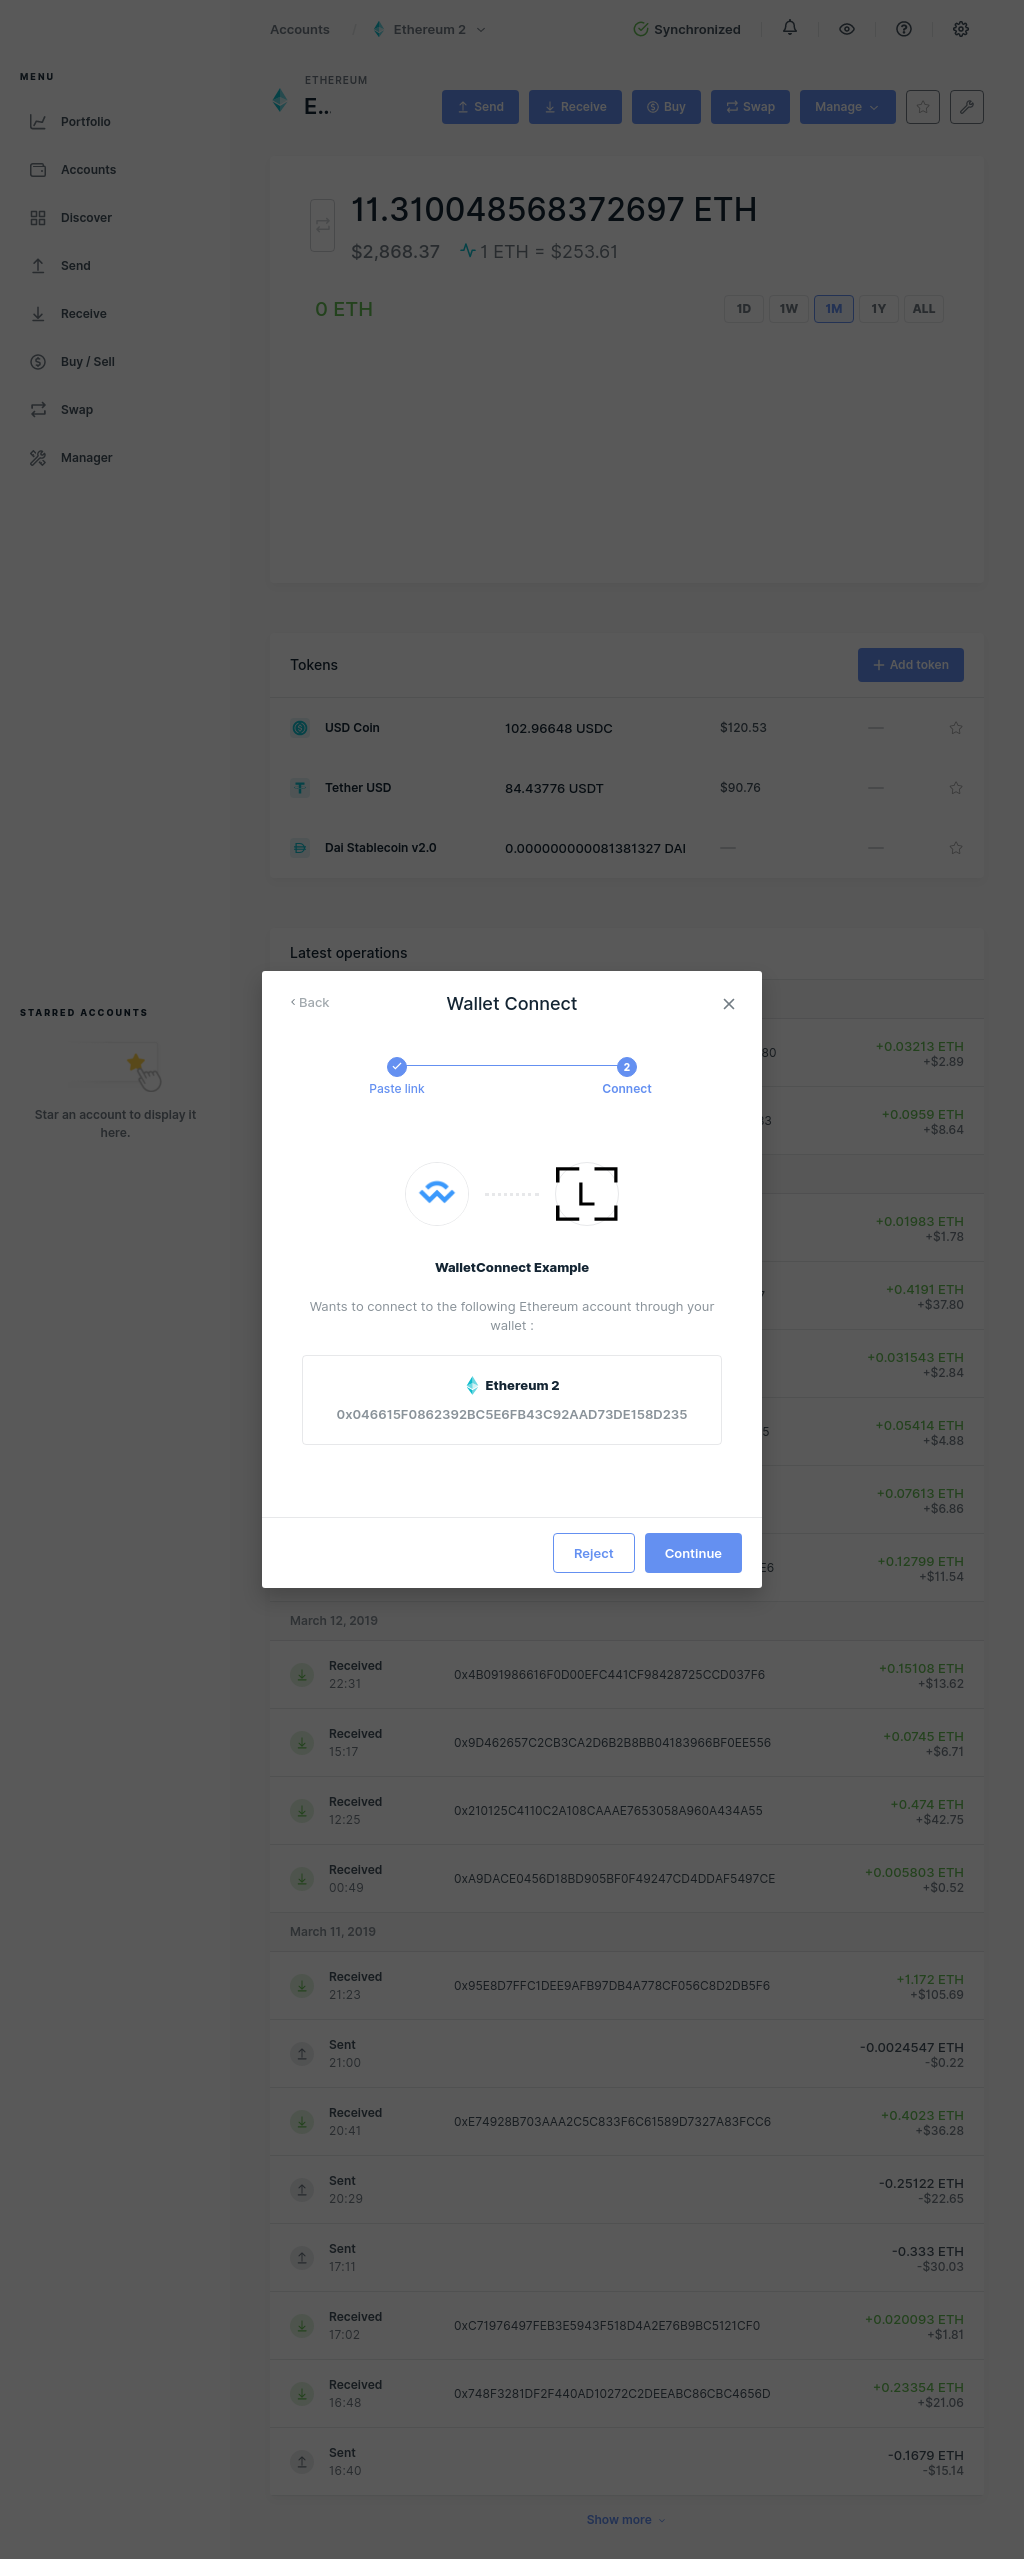 Accounts / Ethereum 2
Synchronized
MENU
Portfolio
Accounts
Discover
Send
Receive
Buy / Sell
Swap
Manager
STARRED ACCOUNTS
Star an account to display it
here.
ETHEREUM
E...
Send
Receive
Buy
Swap
Manage
11.310048568372697 ETH
$2,868.37
1 ETH = $253.61
0 ETH
1D
1W
1M
1Y
ALL
Tokens
Add token
USD Coin 102.96648 USDC $120.53 —
Tether USD 84.43776 USDT $90.76 —
Dai Stablecoin v2.0 0.000000000081381327 DAI — —
Latest operations
Back
Wallet Connect
Paste link
2
Connect
L
WalletConnect Example
Wants to connect to the following Ethereum account through your
wallet :
Ethereum 2
0x046615F0862392BC5E6FB43C92AAD73DE158D235
Reject
Continue
80 +0.03213 ETH
+$2.89
+0.0959 ETH
+$8.64
+0.01983 ETH
+$1.78
+0.4191 ETH
+$37.80
+0.031543 ETH
+$2.84
5 +0.05414 ETH
+$4.88
+0.07613 ETH
+$6.86
E6 +0.12799 ETH
+$11.54
March 12, 2019
Received 0x4B091986616F0D00EFC441CF98428725CCD037F6 +0.15108 ETH
22:31 +$13.62
Received 0x9D462657C2CB3CA2D6B2B8BB04183966BF0EE556 +0.0745 ETH
15:17 +$6.71
Received 0x210125C4110C2A108CAAAE7653058A960A434A55 +0.474 ETH
12:25 +$42.75
Received 0xA9DACE0456D18BD905BF0F49247CD4DDAF5497CE +0.005803 ETH
00:49 +$0.52
March 11, 2019
Received 0x95E8D7FFC1DEE9AFB97DB4A778CF056C8D2DB5F6 +1.172 ETH
21:23 +$105.69
Sent -0.0024547 ETH
21:00 -$0.22
Received 0xE74928B703AAA2C5C833F6C61589D7327A83FCC6 +0.4023 ETH
20:41 +$36.28
Sent -0.25122 ETH
20:29 -$22.65
Sent -0.333 ETH
17:11 -$30.03
Received 0xC71976497FEB3E5943F518D4A2E76B9BC5121CF0 +0.020093 ETH
17:02 +$1.81
Received 0x748F3281DF2F440AD10272C2DEEABC86CBC4656D +0.23354 ETH
16:48 +$21.06
Sent -0.1679 ETH
16:40 -$15.14
Show more